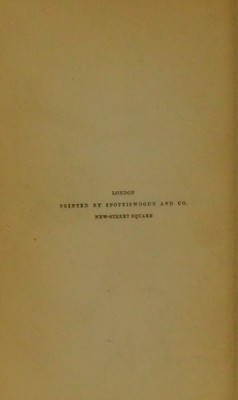 LONDON
PRINTED BY SPOTTISWOODE AND CO.
NEW-STREET SQUARE